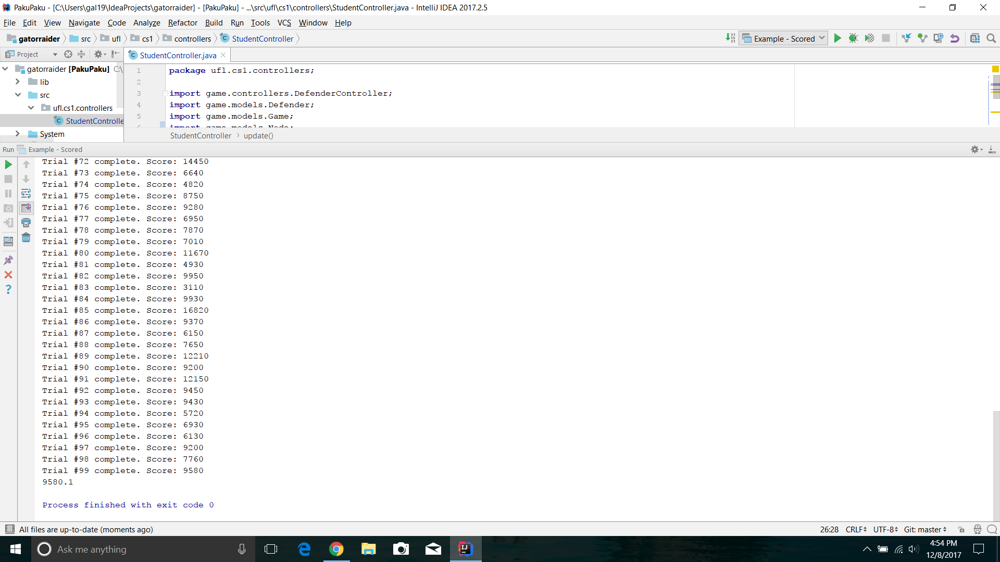 PakuPaku - [C:\Users\gal19\IdeaProjects\gatorraider] - [PakuPaku] - ...\src\ufl\cs1\controllers\StudentController.java - IntelliJ IDEA 2017.2.5
File Edit View Navigate Code Analyze Refactor Build Run Tools VCS Window Help
gatorraider src ufl cs1 controllers StudentController
Example - Scored
Project
StudentController.java
gatorraider [PakuPaku] C:\
lib
src
ufl.cs1.controllers
StudentControlle
System
1 package ufl.cs1.controllers;
2
3 import game.controllers.DefenderController;
4 import game.models.Defender;
5 import game.models.Game;
6 import game.models.Node;
StudentController > update()
Run Example - Scored
Trial #72 complete. Score: 14450
Trial #73 complete. Score: 6640
Trial #74 complete. Score: 4820
Trial #75 complete. Score: 8750
Trial #76 complete. Score: 9280
Trial #77 complete. Score: 6950
Trial #78 complete. Score: 7870
Trial #79 complete. Score: 7010
Trial #80 complete. Score: 11670
Trial #81 complete. Score: 4930
Trial #82 complete. Score: 9950
Trial #83 complete. Score: 3110
Trial #84 complete. Score: 9930
Trial #85 complete. Score: 16820
Trial #86 complete. Score: 9370
Trial #87 complete. Score: 6150
Trial #88 complete. Score: 7650
Trial #89 complete. Score: 12210
Trial #90 complete. Score: 9200
Trial #91 complete. Score: 12150
Trial #92 complete. Score: 9450
Trial #93 complete. Score: 9430
Trial #94 complete. Score: 5720
Trial #95 complete. Score: 6930
Trial #96 complete. Score: 6130
Trial #97 complete. Score: 9200
Trial #98 complete. Score: 7760
Trial #99 complete. Score: 9580
9580.1
Process finished with exit code 0
All files are up-to-date (moments ago)
26:28 CRLF UTF-8 Git: master
Ask me anything
4:54 PM
12/8/2017